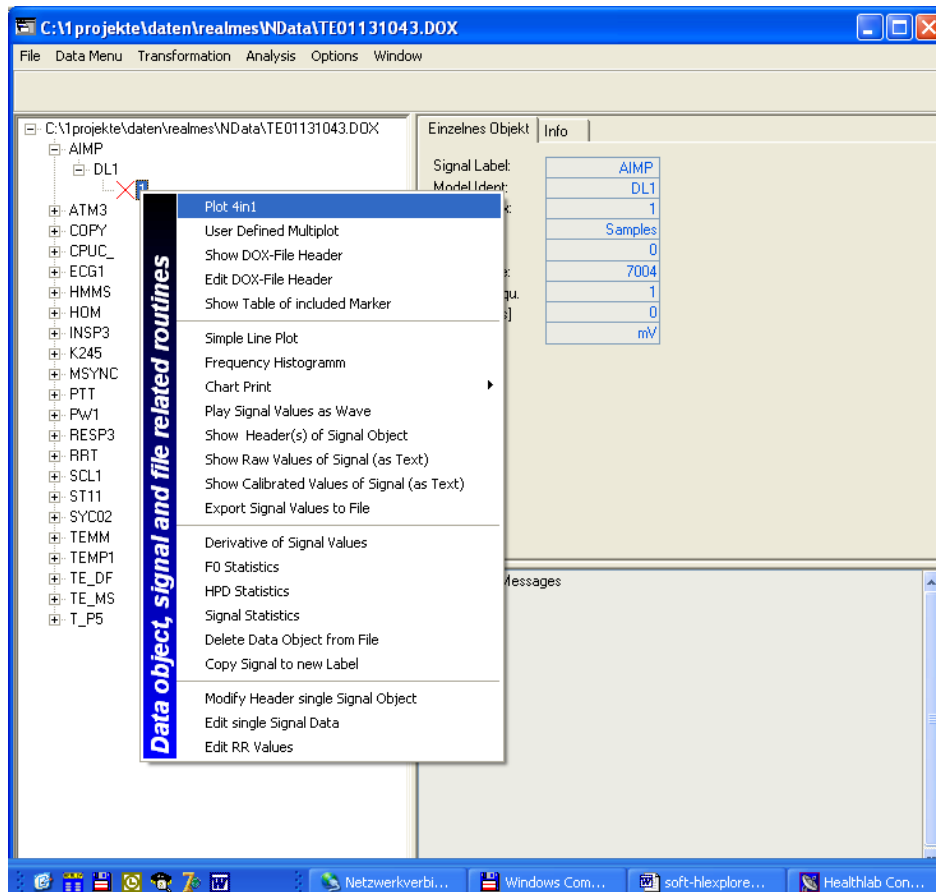 C:\1projekte\daten\realmes\NData\TE01131043.DOX
File Data Menu Transformation Analysis Options Window
C:\1projekte\daten\realmes\NData\TE01131043.DOX
AIMP
DL1
1
ATM3
COPY
CPUC_
ECG1
HMMS
HOM
INSP3
K245
MSYNC
PTT
PW1
RESP3
RRT
SCL1
ST11
SYC02
TEMM
TEMP1
TE_DF
TE_MS
T_P5
Data object, signal and file related routines
Plot 4in1
User Defined Multiplot
Show DOX-File Header
Edit DOX-File Header
Show Table of included Marker
Simple Line Plot
Frequency Histogramm
Chart Print
Play Signal Values as Wave
Show Header(s) of Signal Object
Show Raw Values of Signal (as Text)
Show Calibrated Values of Signal (as Text)
Export Signal Values to File
Derivative of Signal Values
F0 Statistics
HPD Statistics
Signal Statistics
Delete Data Object from File
Copy Signal to new Label
Modify Header single Signal Object
Edit single Signal Data
Edit RR Values
Einzelnes Objekt Info
Signal Label: AIMP
Model Ident: DL1
1
Samples
0
7004
1
0
mV
Messages
Netzwerkverbi... Windows Com... soft-hlexplore... Healthlab Con...